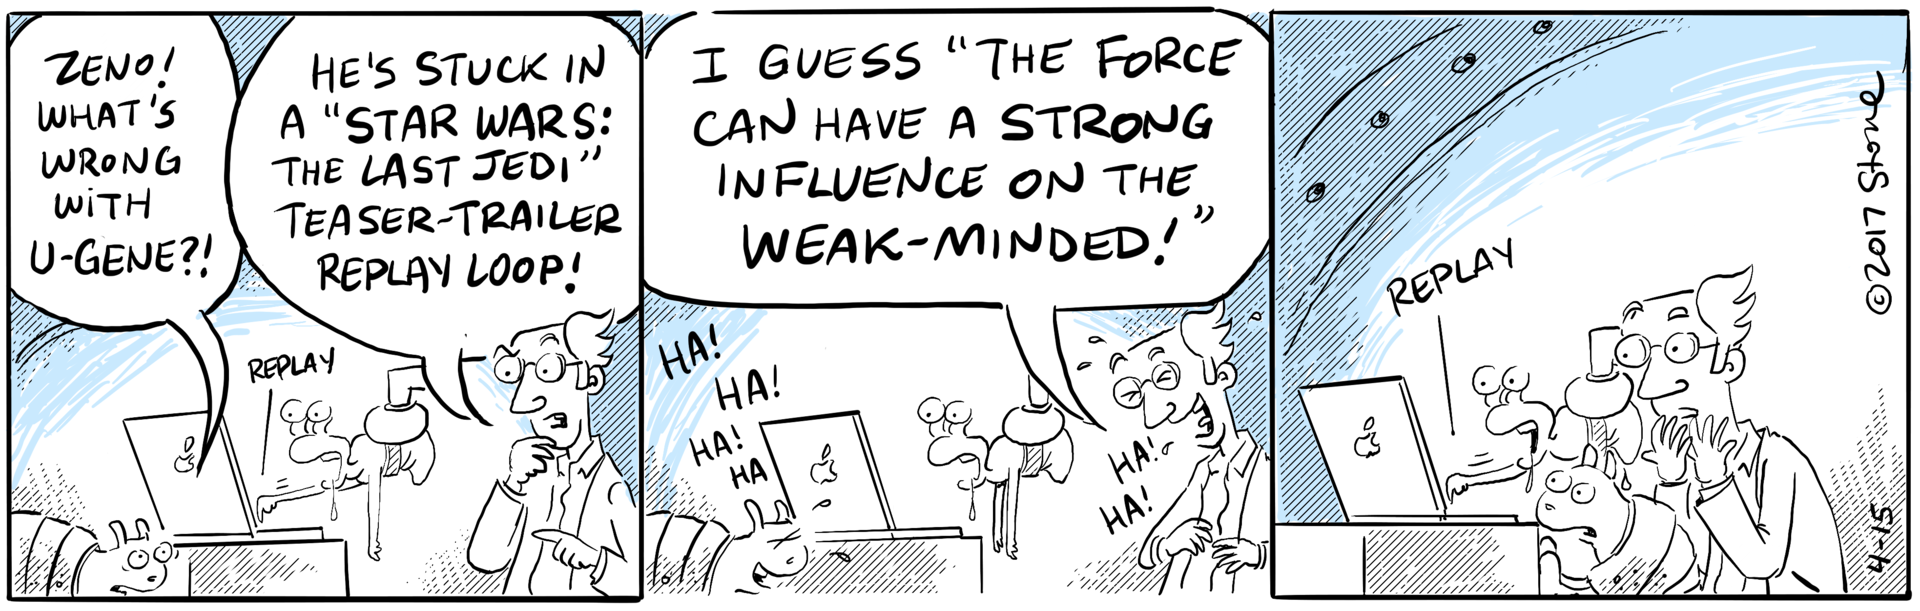 ZENO!
WHAT'S
WRONG
WITH
U-GENE?!
HE'S STUCK IN
A "STAR WARS:
THE LAST JEDI"
TEASER-TRAILER
REPLAY LOOP!
REPLAY
I GUESS "THE FORCE
CAN HAVE A STRONG
INFLUENCE ON THE
WEAK-MINDED!"
HA!
HA!
HA!
HA
HA!
HA!
REPLAY
©2017 Stone
4-15